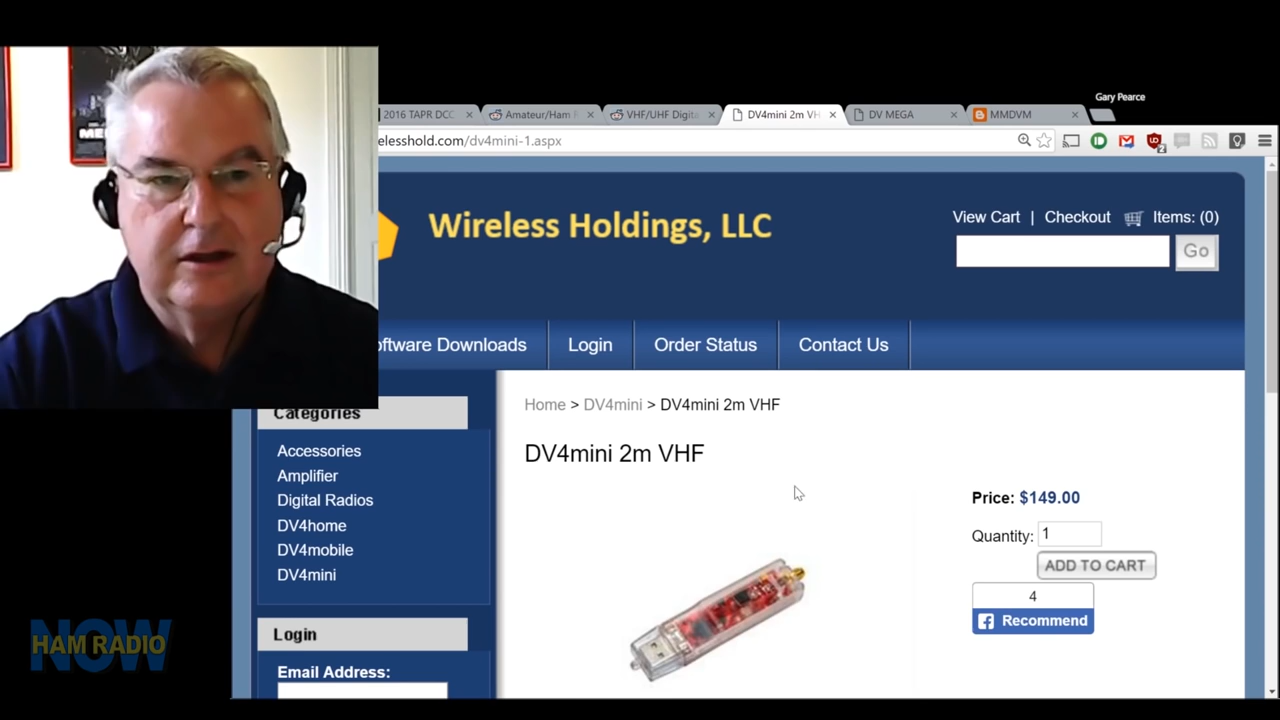 Gary Pearce
2016 TAPR DCC
Amateur/Ham
VHF/UHF Digita
DV4mini 2m VH
DV MEGA
MMDVM
elesshold.com/dv4mini-1.aspx
2
ME
Wireless Holdings, LLC
View Cart | Checkout Items: (0)
Go
oftware Downloads
Login
Order Status
Contact Us
Categories
Accessories
Amplifier
Digital Radios
DV4home
DV4mobile
DV4mini
Login
Email Address:
Home > DV4mini > DV4mini 2m VHF
DV4mini 2m VHF
Price: $149.00
Quantity: 1
ADD TO CART
4
Recommend
NOW
HAM RADIO